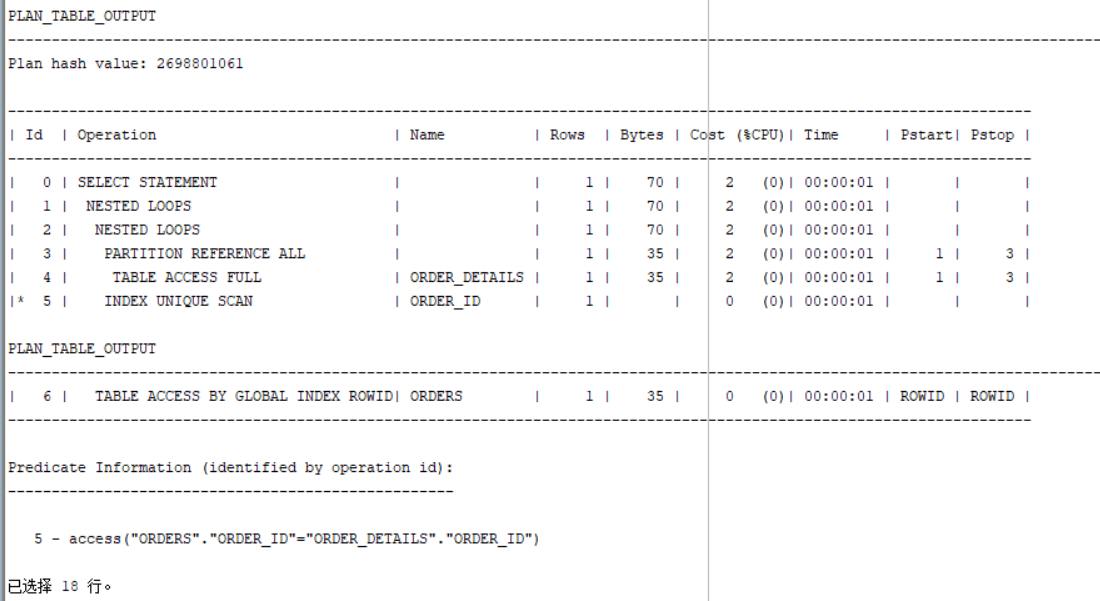 PLAN_TABLE_OUTPUT
--------------------------------------------------------------------------------
Plan hash value: 2698801061
--------------------------------------------------------------------------------
| Id  | Operation                           | Name          | Rows  | Bytes | Cost (%CPU)| Time     | Pstart| Pstop |
--------------------------------------------------------------------------------
|   0 | SELECT STATEMENT                    |               |     1 |    70 |     2   (0)| 00:00:01 |       |       |
|   1 |  NESTED LOOPS                       |               |     1 |    70 |     2   (0)| 00:00:01 |       |       |
|   2 |   NESTED LOOPS                      |               |     1 |    70 |     2   (0)| 00:00:01 |       |       |
|   3 |    PARTITION REFERENCE ALL          |               |     1 |    35 |     2   (0)| 00:00:01 |     1 |     3 |
|   4 |     TABLE ACCESS FULL               | ORDER_DETAILS |     1 |    35 |     2   (0)| 00:00:01 |     1 |     3 |
|*  5 |    INDEX UNIQUE SCAN                | ORDER_ID      |     1 |       |     0   (0)| 00:00:01 |       |       |
PLAN_TABLE_OUTPUT
--------------------------------------------------------------------------------
|   6 |   TABLE ACCESS BY GLOBAL INDEX ROWID| ORDERS        |     1 |    35 |     0   (0)| 00:00:01 | ROWID | ROWID |
--------------------------------------------------------------------------------
Predicate Information (identified by operation id):
---------------------------------------------------
   5 - access("ORDERS"."ORDER_ID"="ORDER_DETAILS"."ORDER_ID")
已选择 18 行。